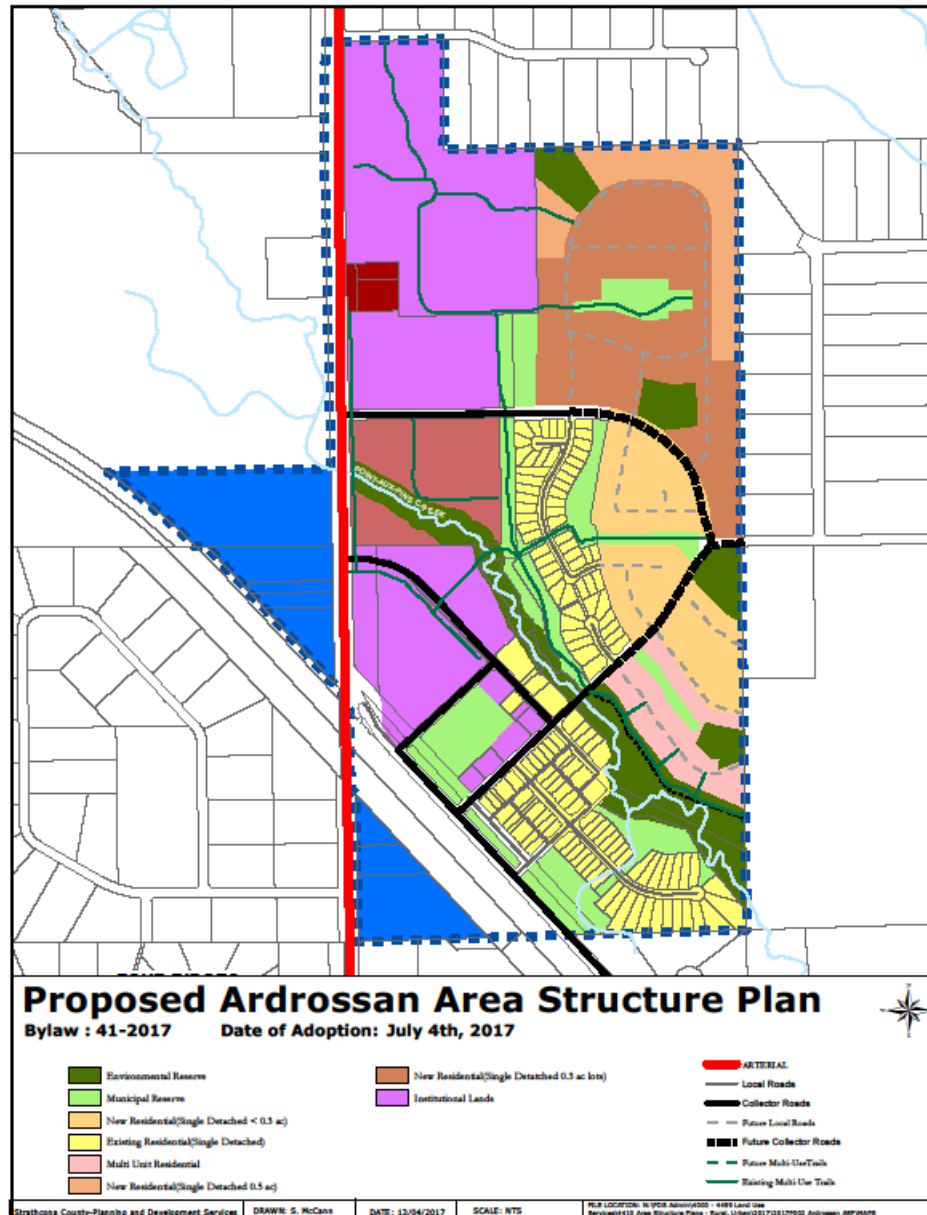 POINT-AUX-PINS CREEK
Proposed Ardrossan Area Structure Plan
Bylaw : 41-2017 Date of Adoption: July 4th, 2017
Environmental Reserve
Municipal Reserve
New Residential(Single Detached < 0.3 ac)
Existing Residential(Single Detached)
Multi Unit Residential
New Residential(Single Detached 0.5 ac)
New Residential(Single Detatched 0.3 ac lots)
Institutional Lands
ARTERIAL
Local Roads
Collector Roads
Future Local Roads
Future Collector Roads
Future Multi-UseTrails
Existing Multi-Use Trails
Strathcona County-Planning and Development Services
DRAWN: S. McCann
DATE: 13/04/2017
SCALE: NTS
FILE LOCATION: